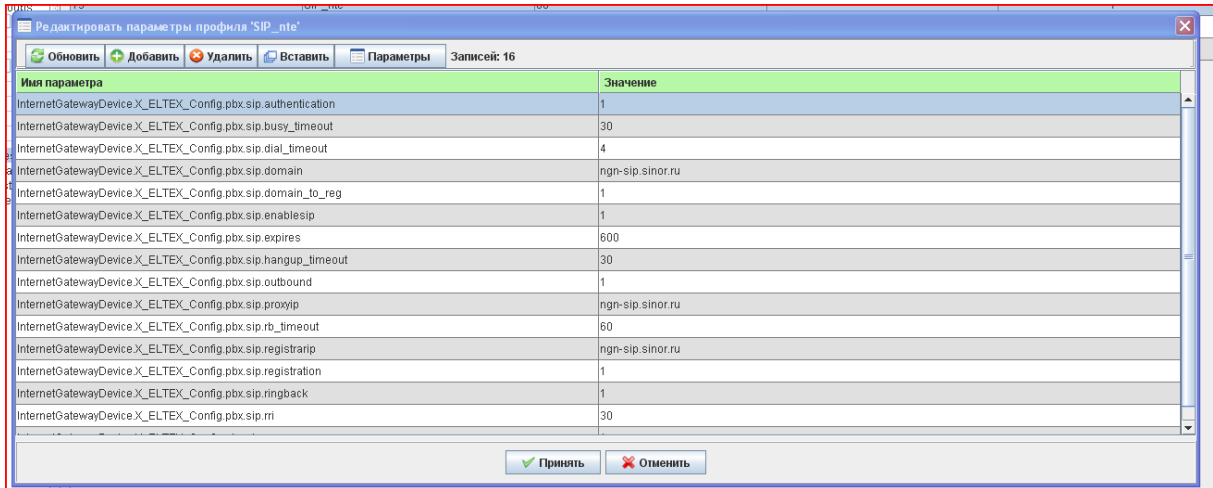 Редактировать параметры профиля 'SIP_nte'
Обновить Добавить Удалить Вставить Параметры Записей: 16
Имя параметра Значение
InternetGatewayDevice.X_ELTEX_Config.pbx.sip.authentication 1
InternetGatewayDevice.X_ELTEX_Config.pbx.sip.busy_timeout 30
InternetGatewayDevice.X_ELTEX_Config.pbx.sip.dial_timeout 4
InternetGatewayDevice.X_ELTEX_Config.pbx.sip.domain ngn-sip.sinor.ru
InternetGatewayDevice.X_ELTEX_Config.pbx.sip.domain_to_reg 1
InternetGatewayDevice.X_ELTEX_Config.pbx.sip.enablesip 1
InternetGatewayDevice.X_ELTEX_Config.pbx.sip.expires 600
InternetGatewayDevice.X_ELTEX_Config.pbx.sip.hangup_timeout 30
InternetGatewayDevice.X_ELTEX_Config.pbx.sip.outbound 1
InternetGatewayDevice.X_ELTEX_Config.pbx.sip.proxyip ngn-sip.sinor.ru
InternetGatewayDevice.X_ELTEX_Config.pbx.sip.rb_timeout 60
InternetGatewayDevice.X_ELTEX_Config.pbx.sip.registrarip ngn-sip.sinor.ru
InternetGatewayDevice.X_ELTEX_Config.pbx.sip.registration 1
InternetGatewayDevice.X_ELTEX_Config.pbx.sip.ringback 1
InternetGatewayDevice.X_ELTEX_Config.pbx.sip.rri 30
Принять Отменить